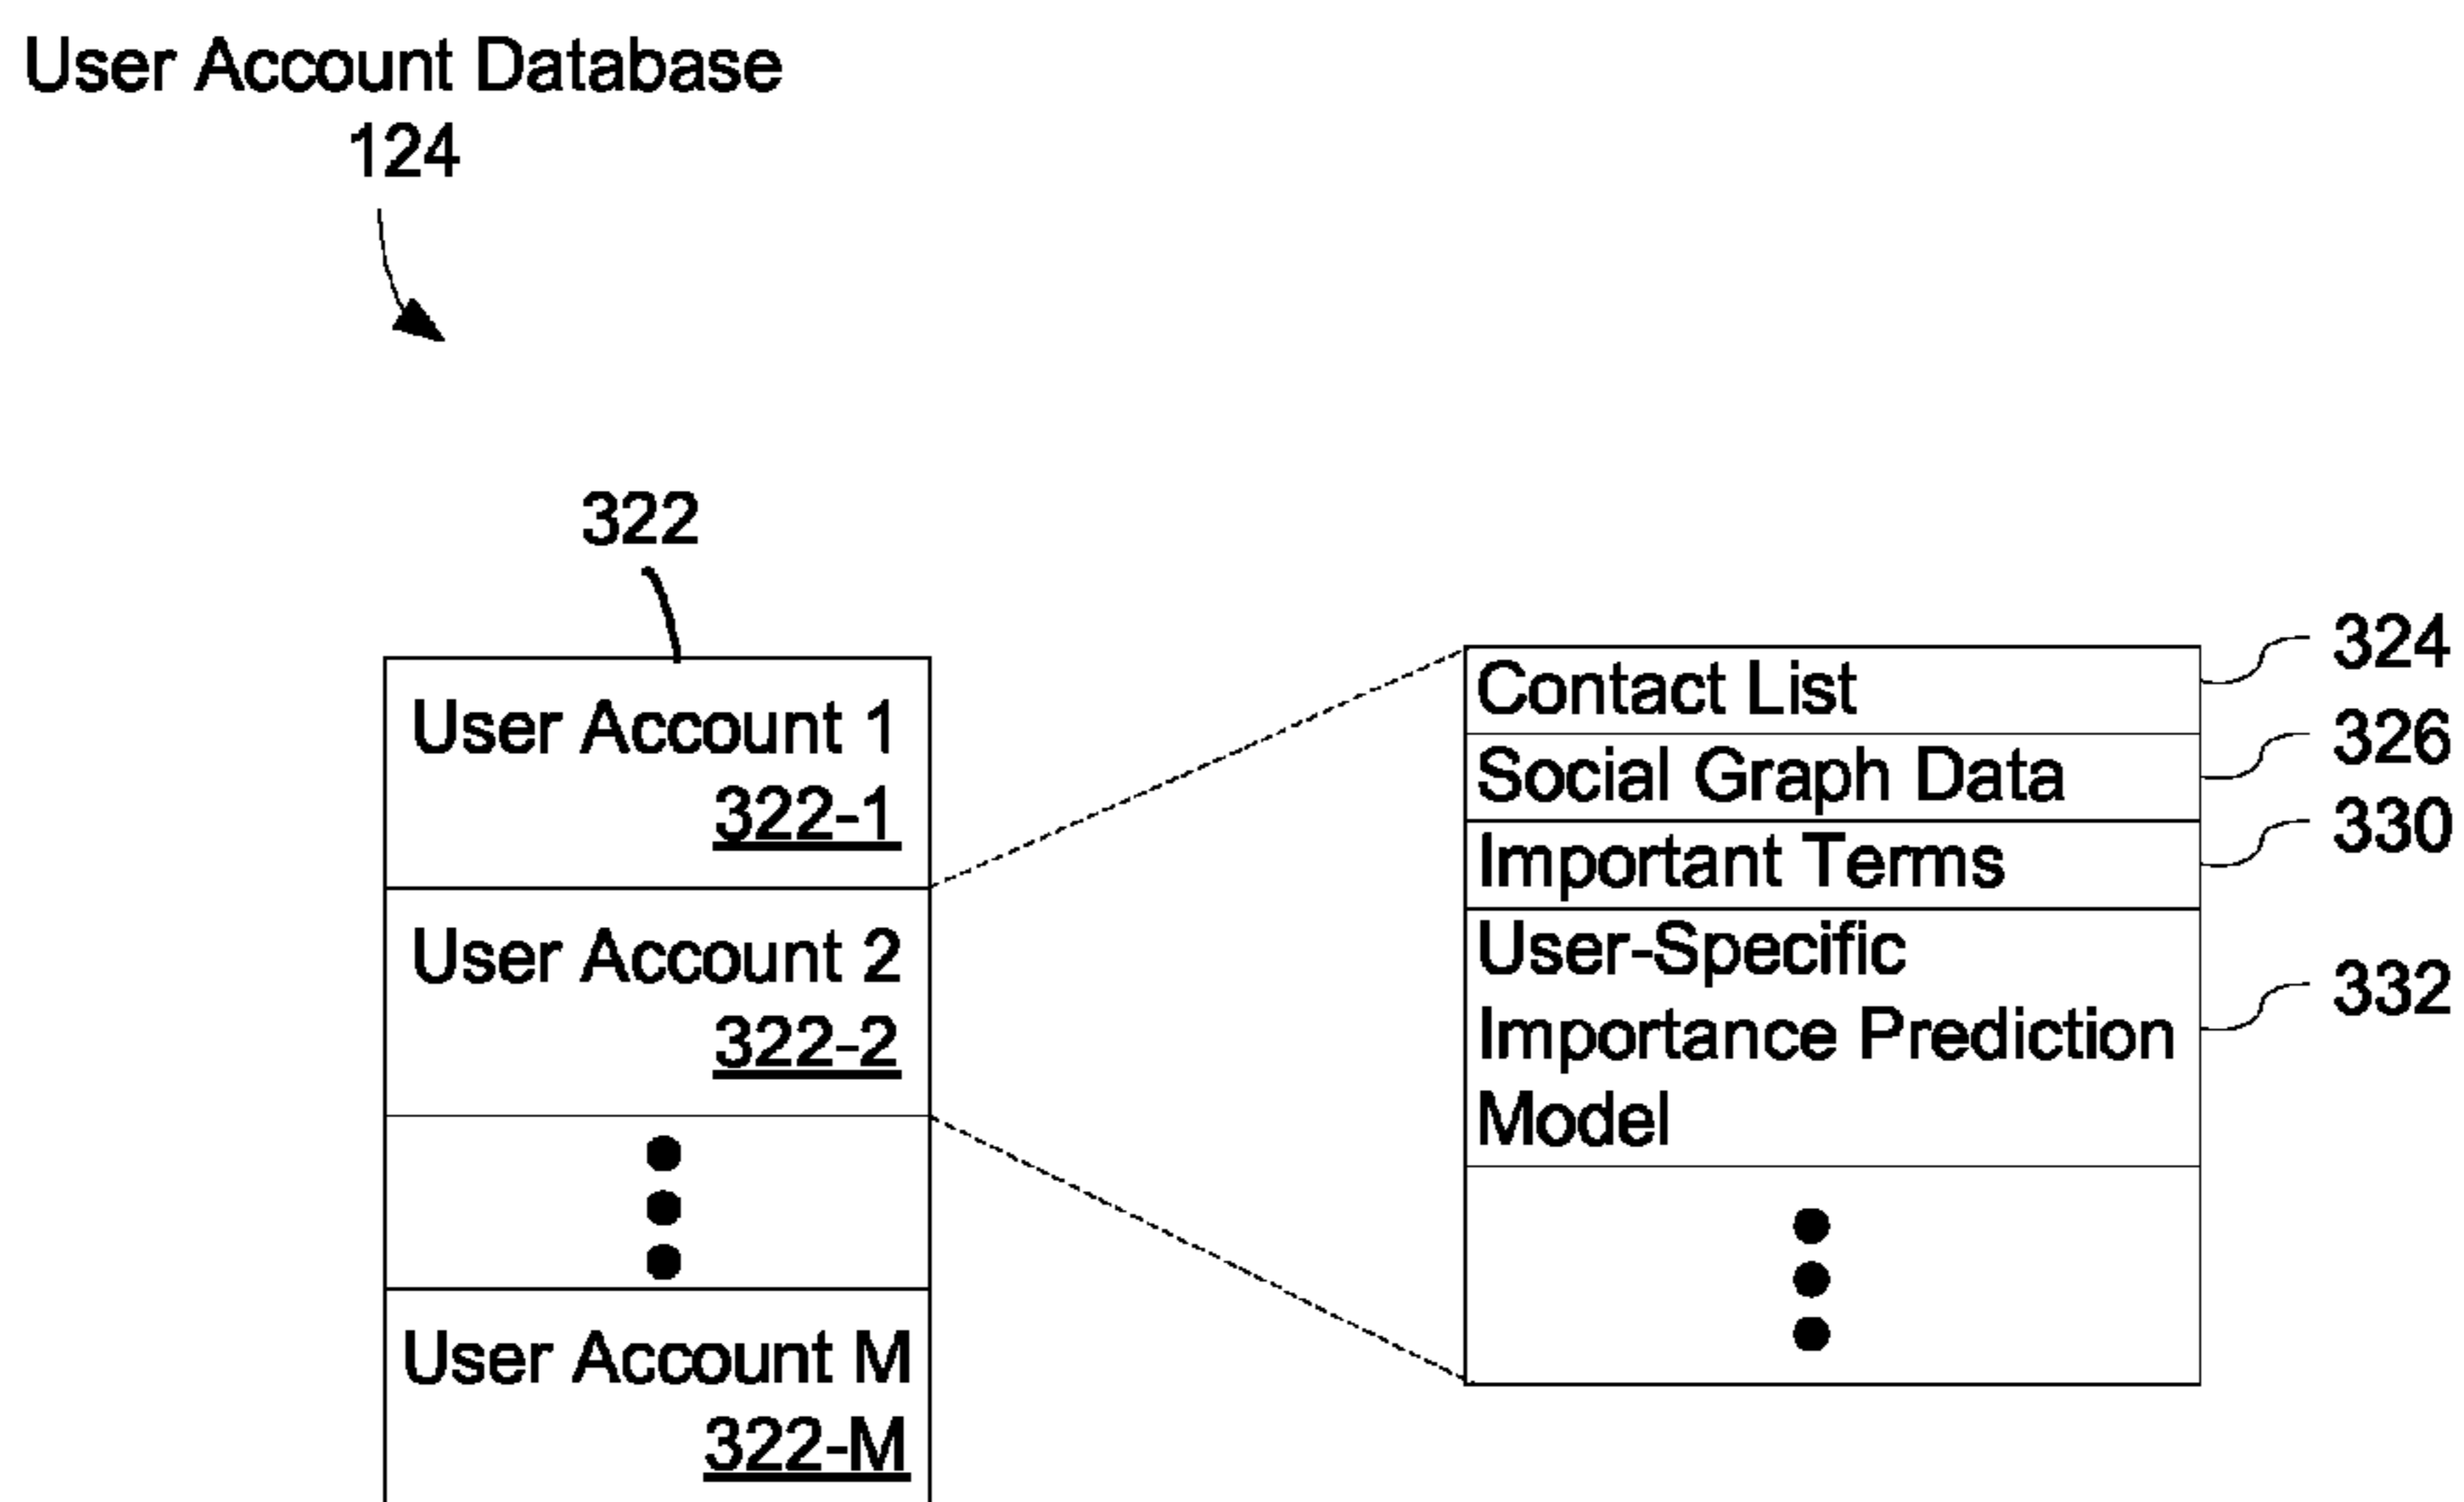 User Account Database
124
322
User Account 1
322-1
User Account 2
322-2
User Account M
322-M
Contact List
324
Social Graph Data
326
Important Terms
330
User-Specific
Importance Prediction
Model
332